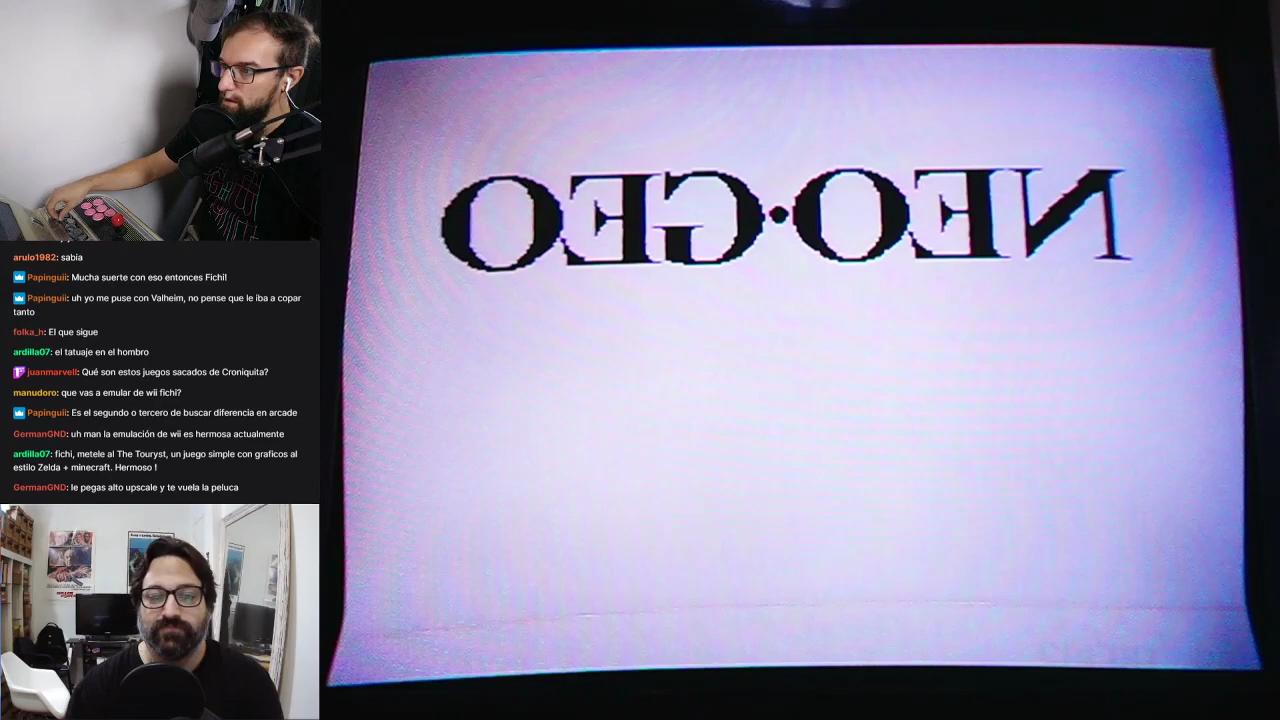 NEO·GEO
arulo1982: sabia
Papinguii: Mucha suerte con eso entonces Fichi!
Papinguii: uh yo me puse con Valheim, no pense que le iba a copar
tanto
folka_h: El que sigue
ardilla07: el tatuaje en el hombro
juanmarvell: Qué son estos juegos sacados de Croniquita?
manudoro: que vas a emular de wii fichi?
Papinguii: Es el segundo o tercero de buscar diferencia en arcade
GermanGND: uh man la emulación de wii es hermosa actualmente
ardilla07: fichi, metele al The Touryst, un juego simple con graficos al
estilo Zelda + minecraft. Hermoso !
GermanGND: le pegas alto upscale y te vuela la peluca